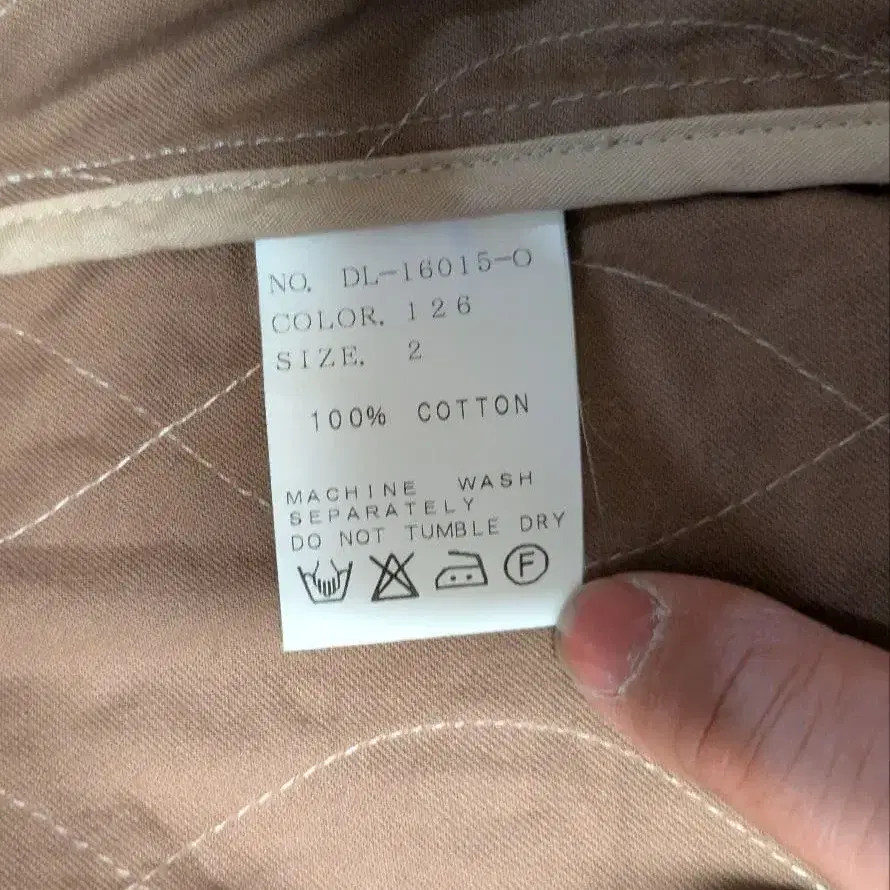 NO. DL-16015-O
COLOR. 126
SIZE. 2
100% COTTON
MACHINE WASH
SEPARATELY
DO NOT TUMBLE DRY
F